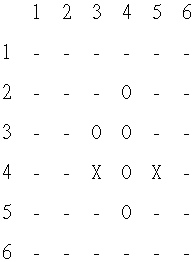 1 2 3 4 5 6
1 - - - - - -
2 - - - O - -
3 - - O O - -
4 - - X O X -
5 - - - O - -
6 - - - - - -